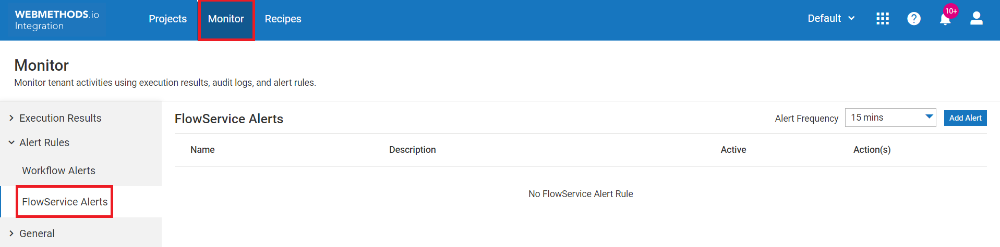 WEBMETHODS.io
Integration
Projects
Monitor
Recipes
Default
?
10+
Monitor
Monitor tenant activities using execution results, audit logs, and alert rules.
Execution Results
Alert Rules
Workflow Alerts
FlowService Alerts
General
FlowService Alerts
Alert Frequency
15 mins
Add Alert
Name Description Active Action(s)
No FlowService Alert Rule